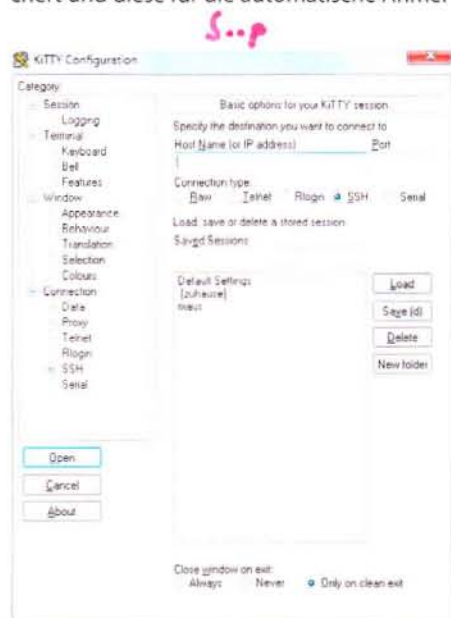 chert und diese für die automatische Anmel
S..p
KiTTY Configuration
Category:
Session
Logging
Terminal
Keyboard
Bell
Features
Window
Appearance
Behaviour
Translation
Selection
Colours
Connection
Data
Proxy
Telnet
Rlogin
SSH
Serial
Open
Cancel
About
Basic options for your KiTTY session
Specify the destination you want to connect to
Host Name (or IP address) Port
Connection type:
Raw Telnet Rlogin SSH Serial
Load, save or delete a stored session
Saved Sessions
Default Settings
[zuhause]
Load
Save (d)
Delete
New folder
Close window on exit:
Always Never Only on clean exit